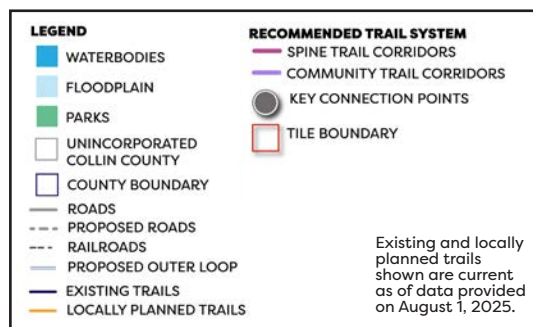 LEGEND
WATERBODIES
FLOODPLAIN
PARKS
UNINCORPORATED
COLLIN COUNTY
COUNTY BOUNDARY
ROADS
PROPOSED ROADS
RAILROADS
PROPOSED OUTER LOOP
EXISTING TRAILS
LOCALLY PLANNED TRAILS
RECOMMENDED TRAIL SYSTEM
SPINE TRAIL CORRIDORS
COMMUNITY TRAIL CORRIDORS
KEY CONNECTION POINTS
TILE BOUNDARY
Existing and locally
planned trails
shown are current
as of data provided
on August 1, 2025.